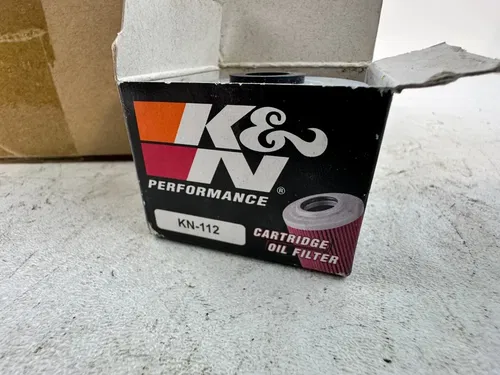 K&N®
PERFORMANCE
KN-112
CARTRIDGE
OIL FILTER